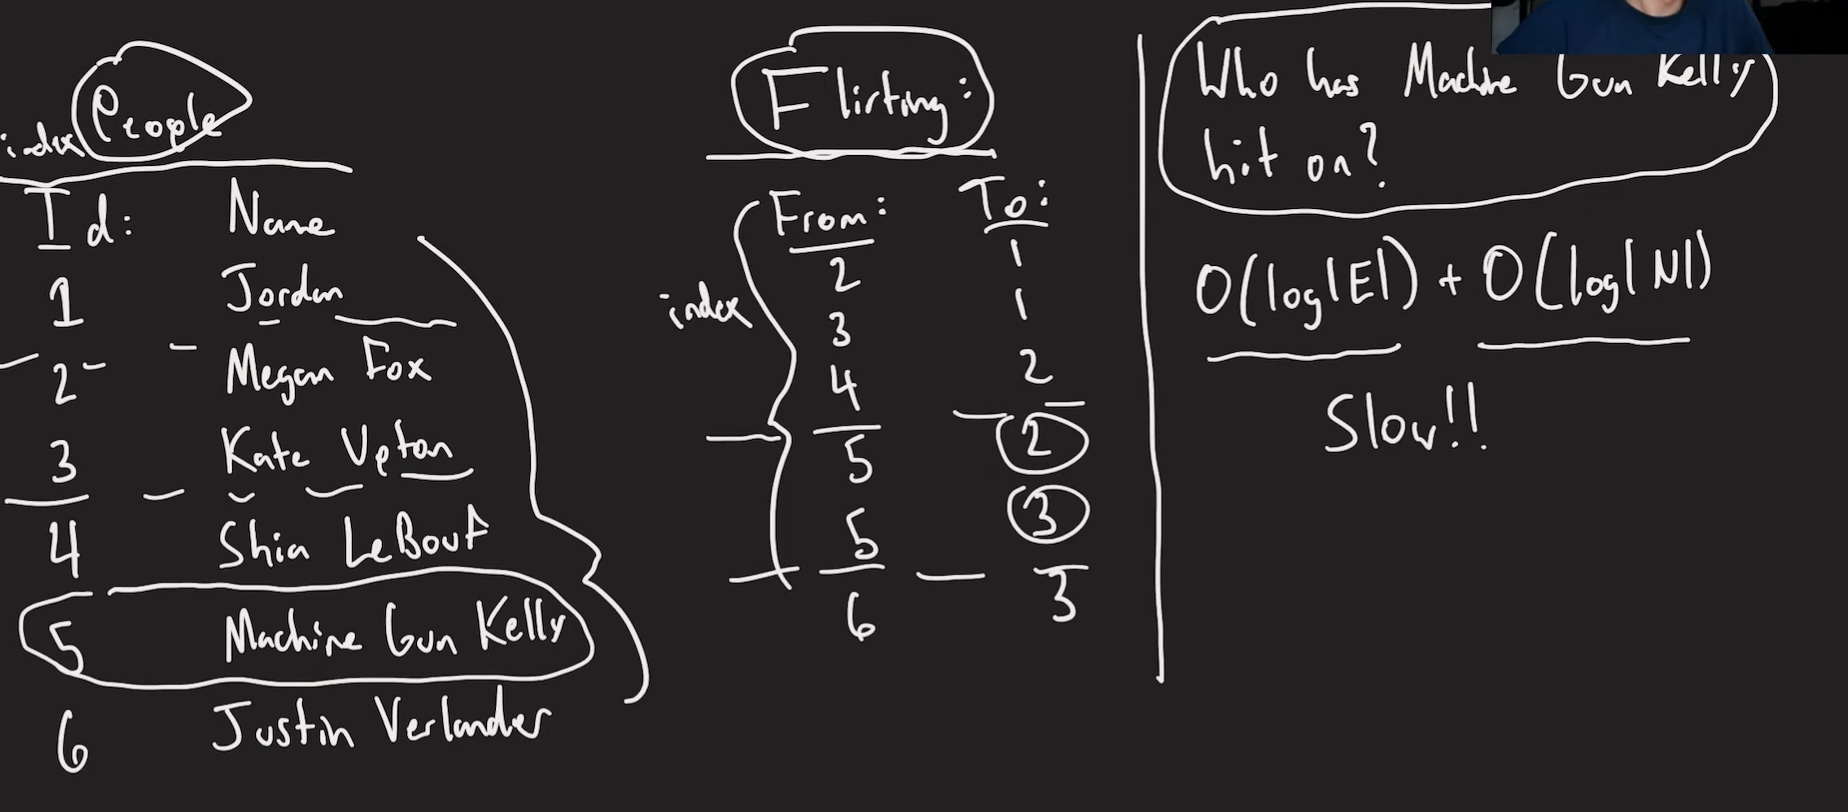 index People
Id: Name
1 Jordan
2 Megan Fox
3 Kate Upton
4 Shia LeBouf
5 Machine Gun Kelly
6 Justin Verlander
Flirting:
index
From: To:
2 1
3 1
4 2
5 2
5 3
6 3
Who has Machine Gun Kelly
hit on?
O(log|E|) + O(log|N|)
Slow!!